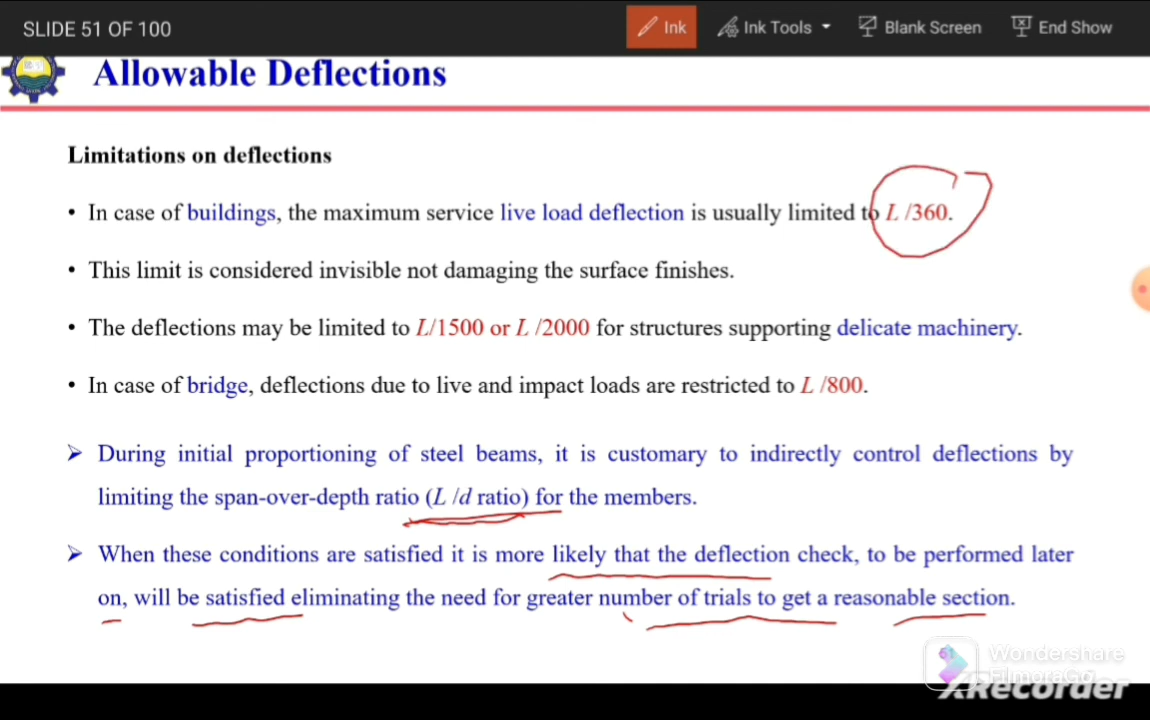 SLIDE 51 OF 100
Ink
Ink Tools
Blank Screen
End Show
Allowable Deflections
Limitations on deflections
• In case of buildings, the maximum service live load deflection is usually limited to L /360.
• This limit is considered invisible not damaging the surface finishes.
• The deflections may be limited to L/1500 or L /2000 for structures supporting delicate machinery.
• In case of bridge, deflections due to live and impact loads are restricted to L /800.
➢ During initial proportioning of steel beams, it is customary to indirectly control deflections by
limiting the span-over-depth ratio (L /d ratio) for the members.
➢ When these conditions are satisfied it is more likely that the deflection check, to be performed later
on, will be satisfied eliminating the need for greater number of trials to get a reasonable section.
Wondershare
FilmoraGo
XRecorder